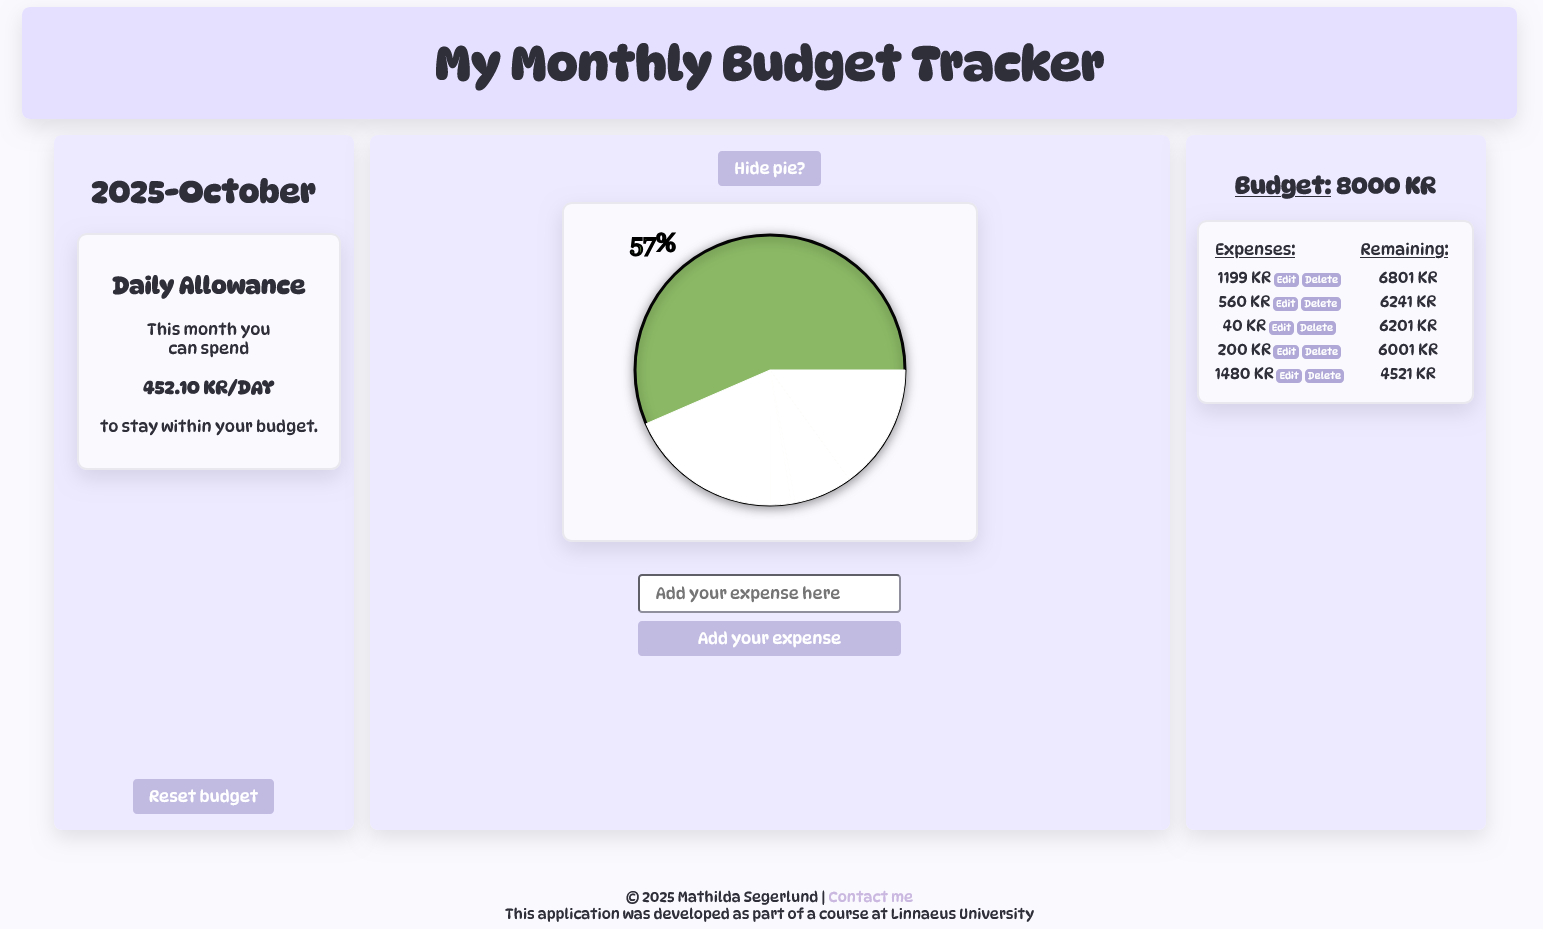 My Monthly Budget Tracker
2025-October
Daily Allowance
This month you
can spend
452.10 KR/DAY
to stay within your budget.
Reset budget
Hide pie?
57%
Add your expense here
Add your expense
Budget: 8000 KR
Expenses: Remaining:
1199 KR Edit Delete 6801 KR
560 KR Edit Delete 6241 KR
40 KR Edit Delete 6201 KR
200 KR Edit Delete 6001 KR
1480 KR Edit Delete 4521 KR
© 2025 Mathilda Segerlund | Contact me
This application was developed as part of a course at Linnaeus University